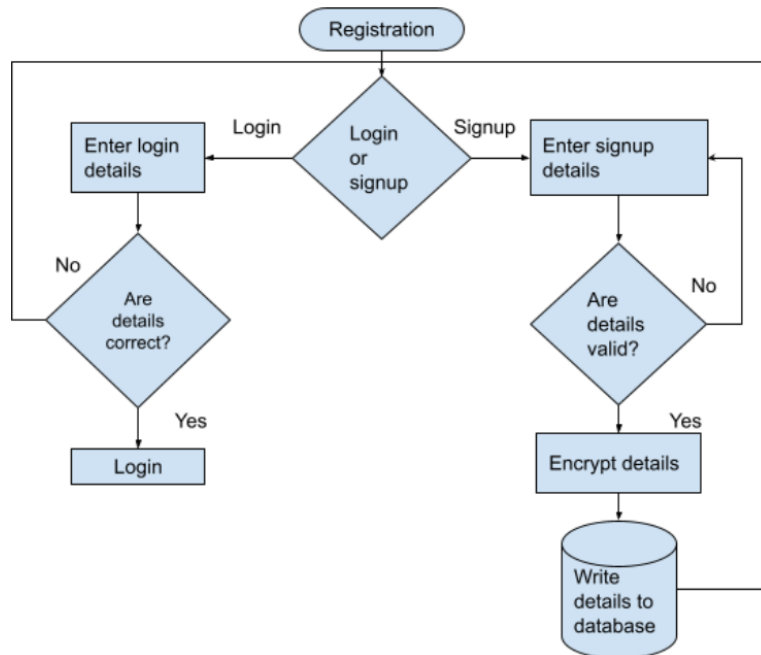 Registration
Login
Login
or
signup
Signup
Enter login
details
Enter signup
details
No
Are
details
correct?
Are
details
valid?
No
Yes
Yes
Login
Encrypt details
Write
details to
database